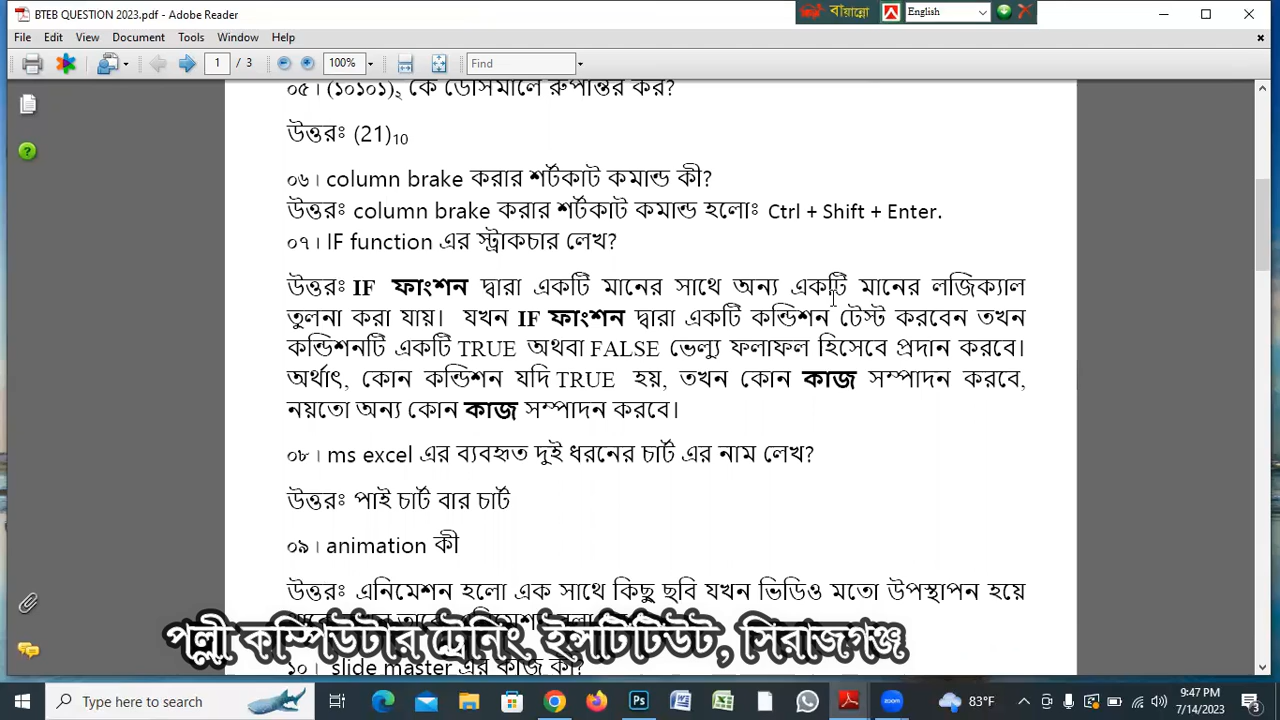 BTEB QUESTION 2023.pdf - Adobe Reader
বায়ান্নো
English
File Edit View Document Tools Window Help
1 / 3
100%
Find
০৫। (১০১০১)২ কে ডেসিমালে রুপান্তর কর?
উত্তরঃ (21)10
০৬। column brake করার শর্টকাট কমান্ড কী?
উত্তরঃ column brake করার শর্টকাট কমান্ড হলোঃ Ctrl + Shift + Enter.
০৭। IF function এর স্ট্রাকচার লেখ?
উত্তরঃ IF ফাংশন দ্বারা একটি মানের সাথে অন্য একটি মানের লজিক্যাল
তুলনা করা যায়। যখন IF ফাংশন দ্বারা একটি কন্ডিশন টেস্ট করবেন তখন
কন্ডিশনটি একটি TRUE অথবা FALSE ভেল্যু ফলাফল হিসেবে প্রদান করবে।
অর্থাৎ, কোন কন্ডিশন যদি TRUE হয়, তখন কোন কাজ সম্পাদন করবে,
নয়তো অন্য কোন কাজ সম্পাদন করবে।
০৮। ms excel এর ব্যবহৃত দুই ধরনের চার্ট এর নাম লেখ?
উত্তরঃ পাই চার্ট বার চার্ট
০৯। animation কী
উত্তরঃ এনিমেশন হলো এক সাথে কিছু ছবি যখন ভিডিও মতো উপস্থাপন হয়ে
পল্লী কম্পিউটার ট্রেনিং ইন্সটিটিউট, সিরাজগঞ্জ
১০। slide master এর কাজ কী?
Type here to search
83°F
9:47 PM
7/14/2023